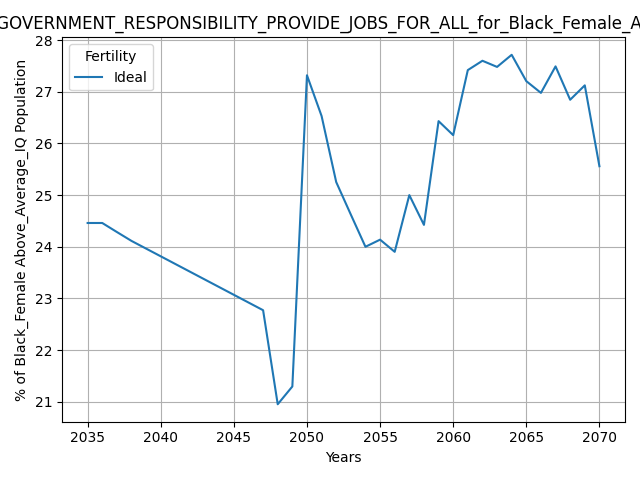 GOVERNMENT_RESPONSIBILITY_PROVIDE_JOBS_FOR_ALL_for_Black_Female_A
28
27
26
25
24
23
22
21
% of Black_Female Above_Average_IQ Population
Fertility
Ideal
2035 2040 2045 2050 2055 2060 2065 2070
Years